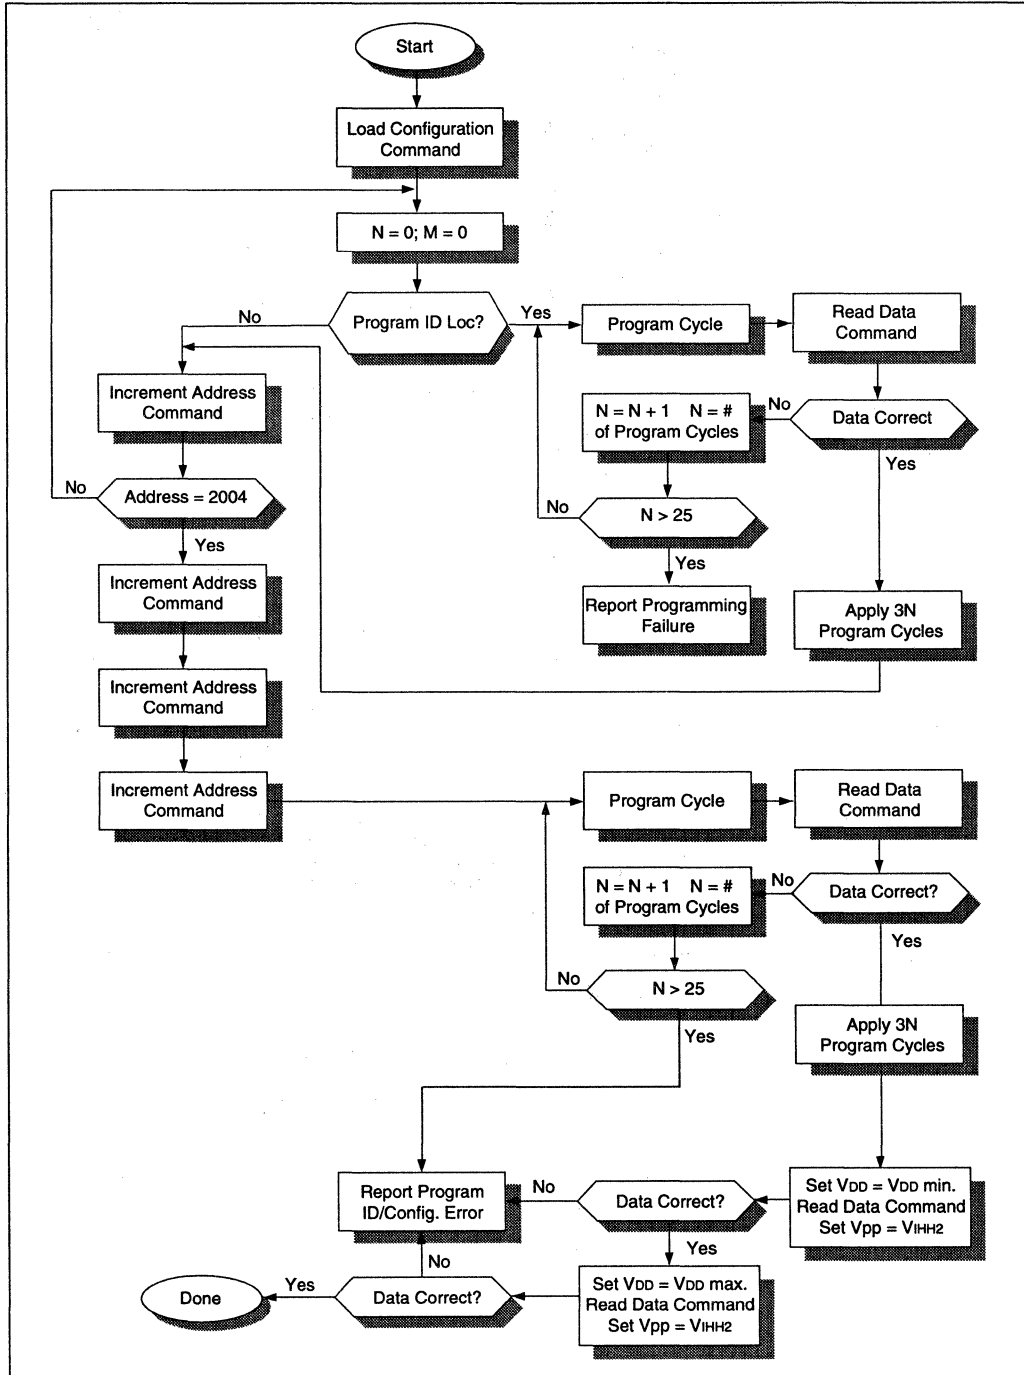 Start
Load Configuration
Command
N = 0; M = 0
Program ID Loc?
No
Yes
Program Cycle
Read Data
Command
Increment Address
Command
N = N + 1 N = #
of Program Cycles
No
Data Correct
Yes
No
Address = 2004
Yes
No
N > 25
Yes
Increment Address
Command
Report Programming
Failure
Apply 3N
Program Cycles
Increment Address
Command
Increment Address
Command
Program Cycle
Read Data
Command
N = N + 1 N = #
of Program Cycles
No
Data Correct?
Yes
No
N > 25
Yes
Apply 3N
Program Cycles
Report Program
ID/Config. Error
No
Data Correct?
Yes
Set VDD = VDD min.
Read Data Command
Set Vpp = VIHH2
No
Done
Yes
Data Correct?
Set VDD = VDD max.
Read Data Command
Set Vpp = VIHH2